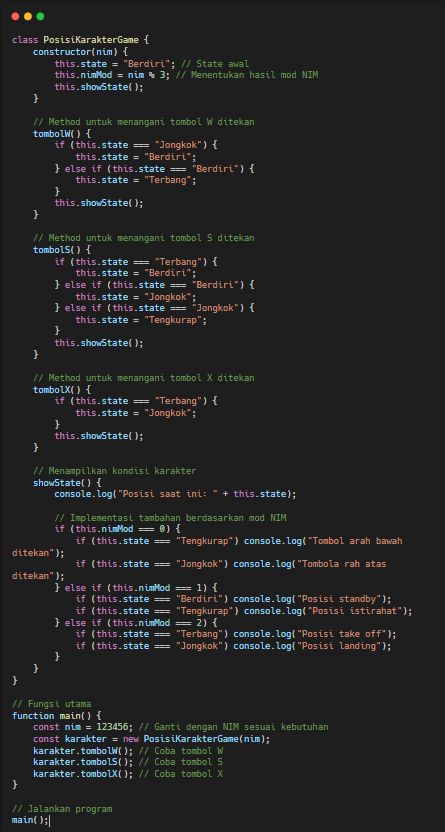 class PosisiKarakterGame {
    constructor(nim) {
        this.state = "Berdiri"; // State awal
        this.nimMod = nim % 3; // Menentukan hasil mod NIM
        this.showState();
    }

    // Method untuk menangani tombol W ditekan
    tombolW() {
        if (this.state === "Jongkok") {
            this.state = "Berdiri";
        } else if (this.state === "Berdiri") {
            this.state = "Terbang";
        }
        this.showState();
    }

    // Method untuk menangani tombol S ditekan
    tombolS() {
        if (this.state === "Terbang") {
            this.state = "Berdiri";
        } else if (this.state === "Berdiri") {
            this.state = "Jongkok";
        } else if (this.state === "Jongkok") {
            this.state = "Tengkurap";
        }
        this.showState();
    }

    // Method untuk menangani tombol X ditekan
    tombolX() {
        if (this.state === "Terbang") {
            this.state = "Jongkok";
        }
        this.showState();
    }

    // Menampilkan kondisi karakter
    showState() {
        console.log("Posisi saat ini: " + this.state);

        // Implementasi tambahan berdasarkan mod NIM
        if (this.nimMod === 0) {
            if (this.state === "Tengkurap") console.log("Tombol arah bawah
ditekan");
            if (this.state === "Jongkok") console.log("Tombola rah atas
ditekan");
        } else if (this.nimMod === 1) {
            if (this.state === "Berdiri") console.log("Posisi standby");
            if (this.state === "Tengkurap") console.log("Posisi istirahat");
        } else if (this.nimMod === 2) {
            if (this.state === "Terbang") console.log("Posisi take off");
            if (this.state === "Jongkok") console.log("Posisi landing");
        }
    }
}

// Fungsi utama
function main() {
    const nim = 123456; // Ganti dengan NIM sesuai kebutuhan
    const karakter = new PosisiKarakterGame(nim);
    karakter.tombolW(); // Coba tombol W
    karakter.tombolS(); // Coba tombol S
    karakter.tombolX(); // Coba tombol X
}

// Jalankan program
main();